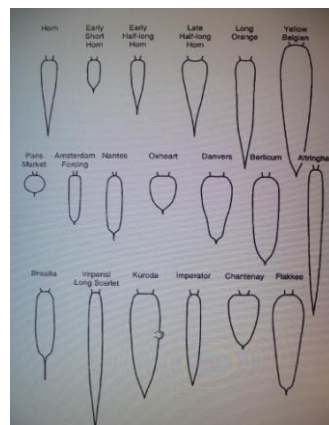 Horn
Early
Short
Horn
Early
Half-long
Horn
Late
Half-long
Horn
Long
Orange
Yellow
Belgian
Paris
Market
Amsterdam
Forcing
Nantes
Oxheart
Danvers
Berlicum
Altringham
Brasilia
Imperial
Long Scarlet
Kuroda
Imperator
Chantenay
Flakkee